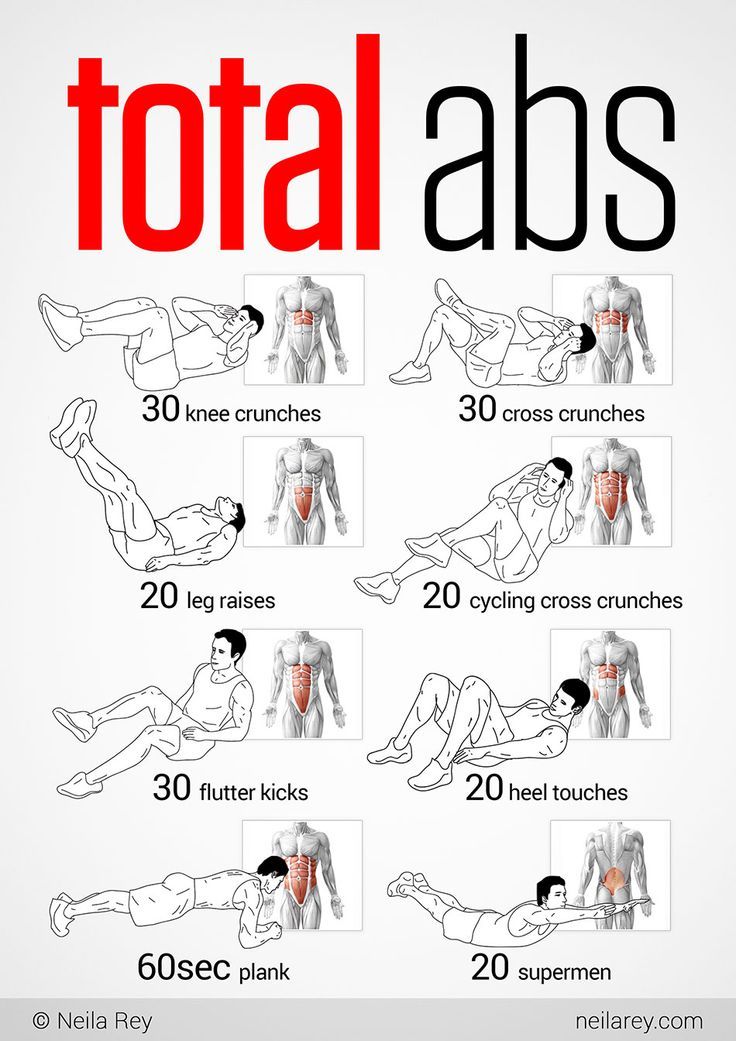 total abs
30 knee crunches
30 cross crunches
20 leg raises
20 cycling cross crunches
30 flutter kicks
20 heel touches
60sec plank
20 supermen
© Neila Rey
neilarey.com